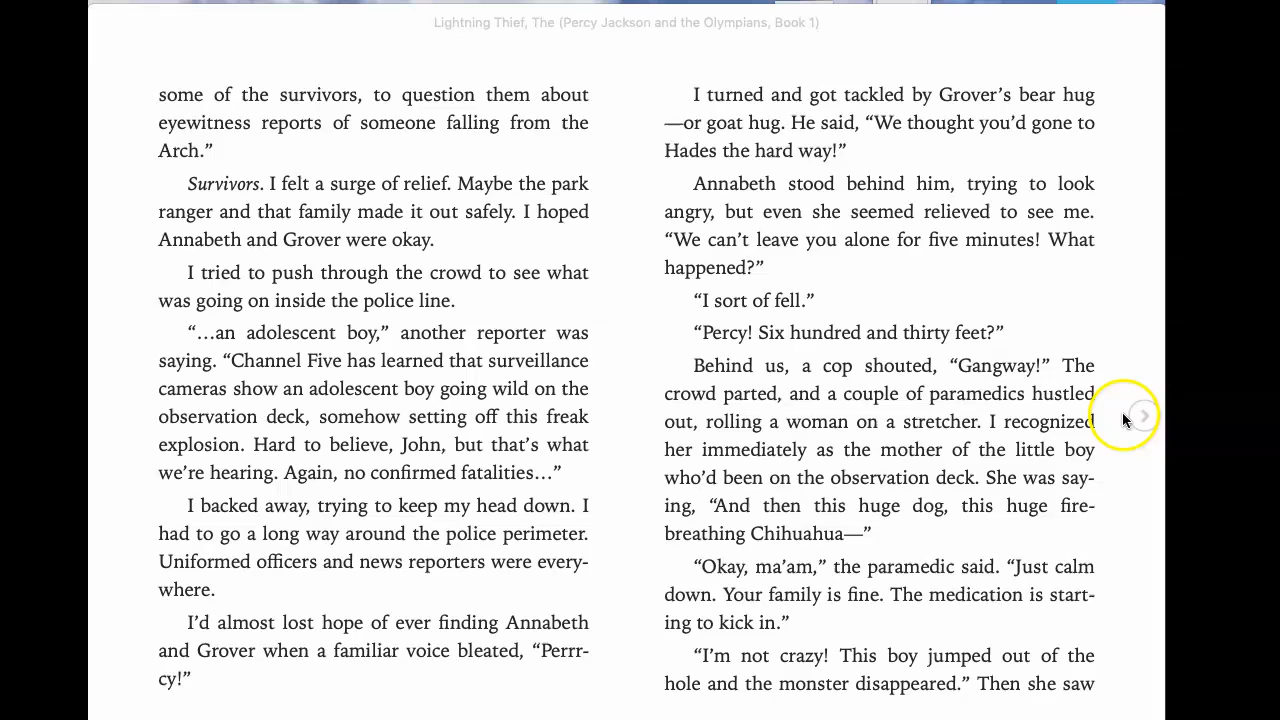 Lightning Thief, The (Percy Jackson and the Olympians, Book 1)
some of the survivors, to question them about
eyewitness reports of someone falling from the
Arch.”
Survivors. I felt a surge of relief. Maybe the park
ranger and that family made it out safely. I hoped
Annabeth and Grover were okay.
I tried to push through the crowd to see what
was going on inside the police line.
“…an adolescent boy,” another reporter was
saying. “Channel Five has learned that surveillance
cameras show an adolescent boy going wild on the
observation deck, somehow setting off this freak
explosion. Hard to believe, John, but that’s what
we’re hearing. Again, no confirmed fatalities…”
I backed away, trying to keep my head down. I
had to go a long way around the police perimeter.
Uniformed officers and news reporters were every-
where.
I’d almost lost hope of ever finding Annabeth
and Grover when a familiar voice bleated, “Perrr-
cy!”
I turned and got tackled by Grover’s bear hug
—or goat hug. He said, “We thought you’d gone to
Hades the hard way!”
Annabeth stood behind him, trying to look
angry, but even she seemed relieved to see me.
“We can’t leave you alone for five minutes! What
happened?”
“I sort of fell.”
“Percy! Six hundred and thirty feet?”
Behind us, a cop shouted, “Gangway!” The
crowd parted, and a couple of paramedics hustled
out, rolling a woman on a stretcher. I recognized
her immediately as the mother of the little boy
who’d been on the observation deck. She was say-
ing, “And then this huge dog, this huge fire-
breathing Chihuahua—”
“Okay, ma’am,” the paramedic said. “Just calm
down. Your family is fine. The medication is start-
ing to kick in.”
“I’m not crazy! This boy jumped out of the
hole and the monster disappeared.” Then she saw